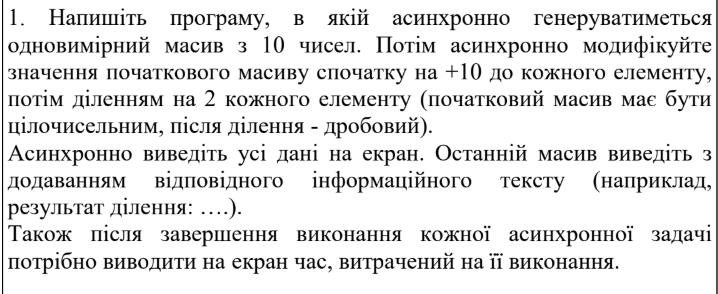 1. Напишіть програму, в якій асинхронно генеруватиметься
одновимірний масив з 10 чисел. Потім асинхронно модифікуйте
значення початкового масиву спочатку на +10 до кожного елементу,
потім діленням на 2 кожного елементу (початковий масив має бути
цілочисельним, після ділення - дробовий).
Асинхронно виведіть усі дані на екран. Останній масив виведіть з
додаванням відповідного інформаційного тексту (наприклад,
результат ділення: ….).
Також після завершення виконання кожної асинхронної задачі
потрібно виводити на екран час, витрачений на її виконання.